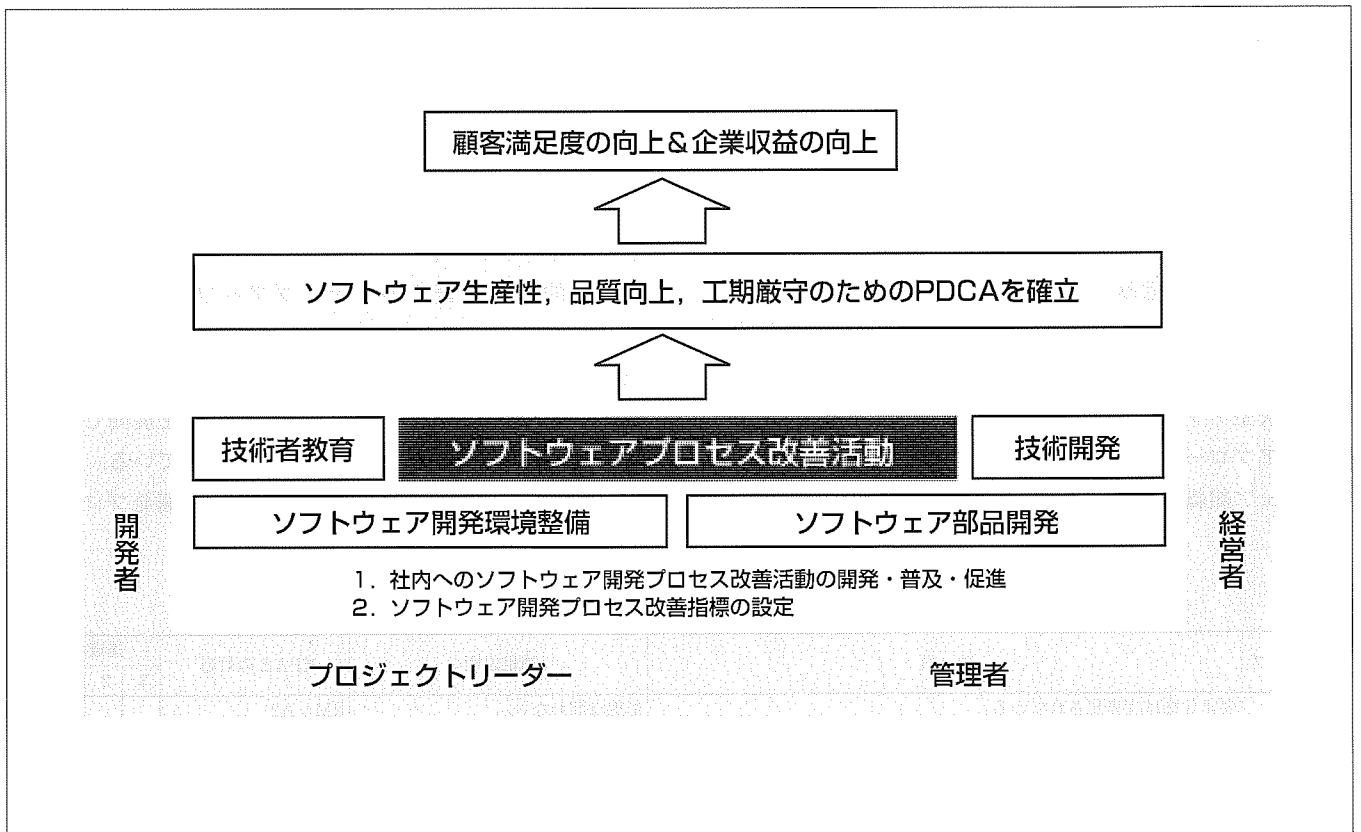 顧客満足度の向上&企業収益の向上
ソフトウェア生産性，品質向上，工期厳守のためのPDCAを確立
技術者教育
ソフトウェアプロセス改善活動
技術開発
ソフトウェア開発環境整備
ソフトウェア部品開発
開発者
経営者
1. 社内へのソフトウェア開発プロセス改善活動の開発・普及・促進
2. ソフトウェア開発プロセス改善指標の設定
プロジェクトリーダー
管理者